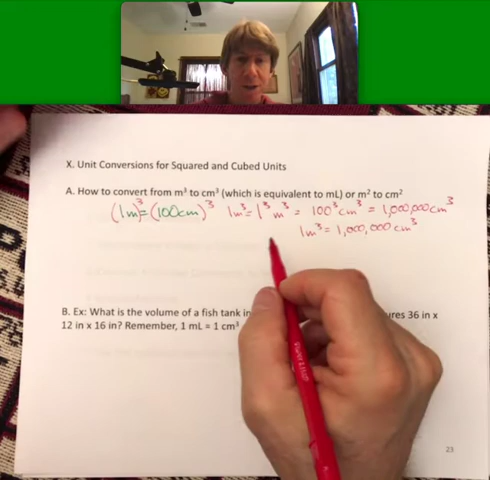 X. Unit Conversions for Squared and Cubed Units
A. How to convert from m³ to cm³ (which is equivalent to mL) or m² to cm²
(1m)³=(100cm)³ 1m³=1³m³ = 100³cm³ = 1,000,000cm³
1m³ = 1,000,000 cm³
B. Ex: What is the volume of a fish tank in ures 36 in x
12 in x 16 in? Remember, 1 mL = 1 cm³
23